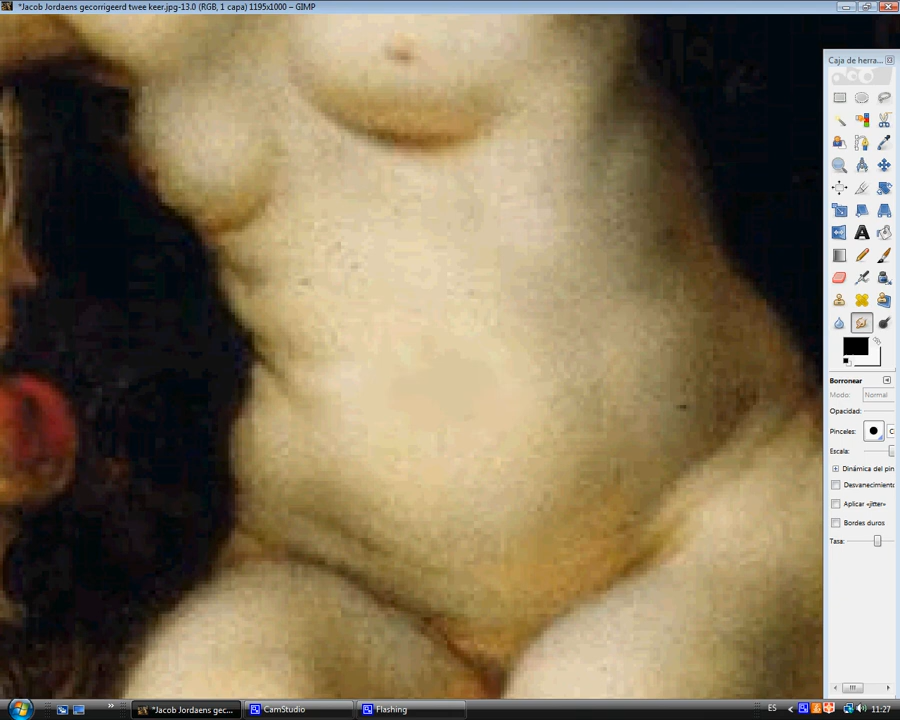 *Jacob Jordaens gecorrigeerd twee keer.jpg-13.0 (RGB, 1 capa) 1195x1000 – GIMP
Caja de herra...
Borronear
Modo: Normal
Opacidad:
Pinceles:
Escala:
Dinámica del pin
Desvanecimiento
Aplicar «jitter»
Bordes duros
Tasa:
*Jacob Jordaens gec... CamStudio Flashing ES 11:27